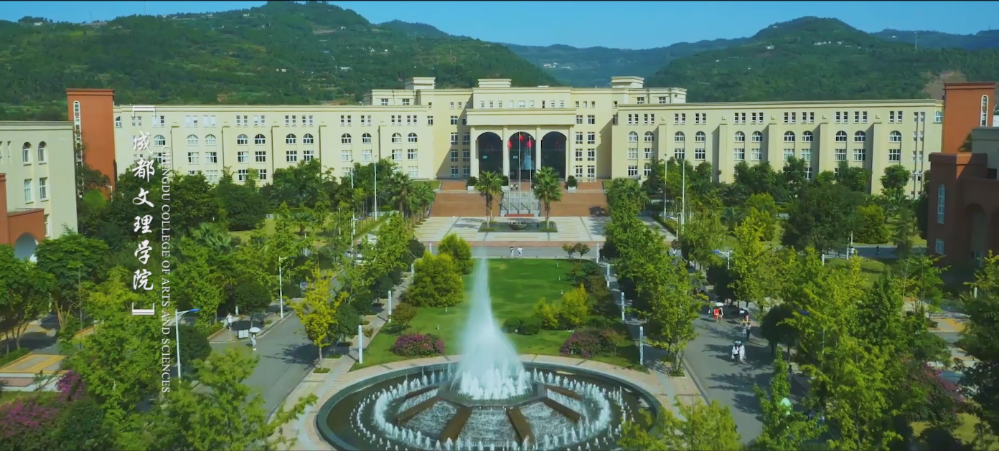 「成都文理学院」
CHENGDU COLLEGE OF ARTS AND SCIENCES